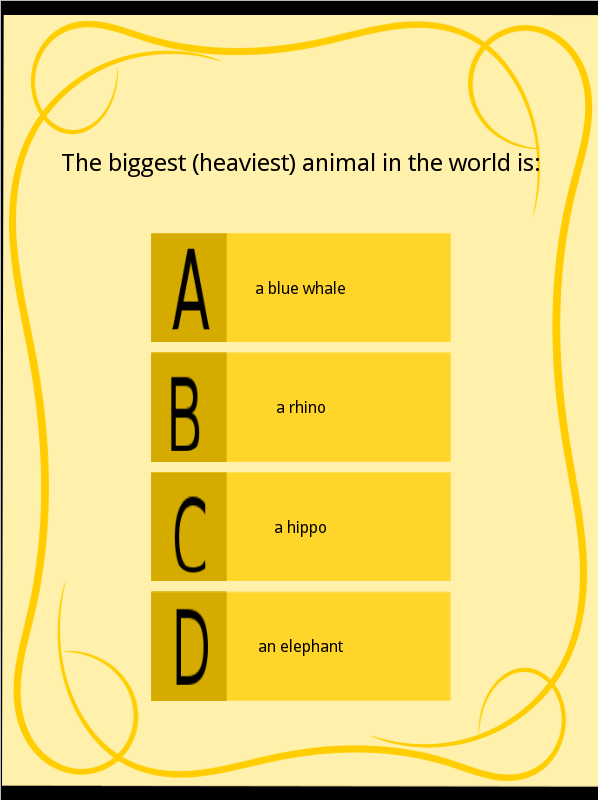 The biggest (heaviest) animal in the world is:
A
a blue whale
B
a rhino
C
a hippo
D
an elephant